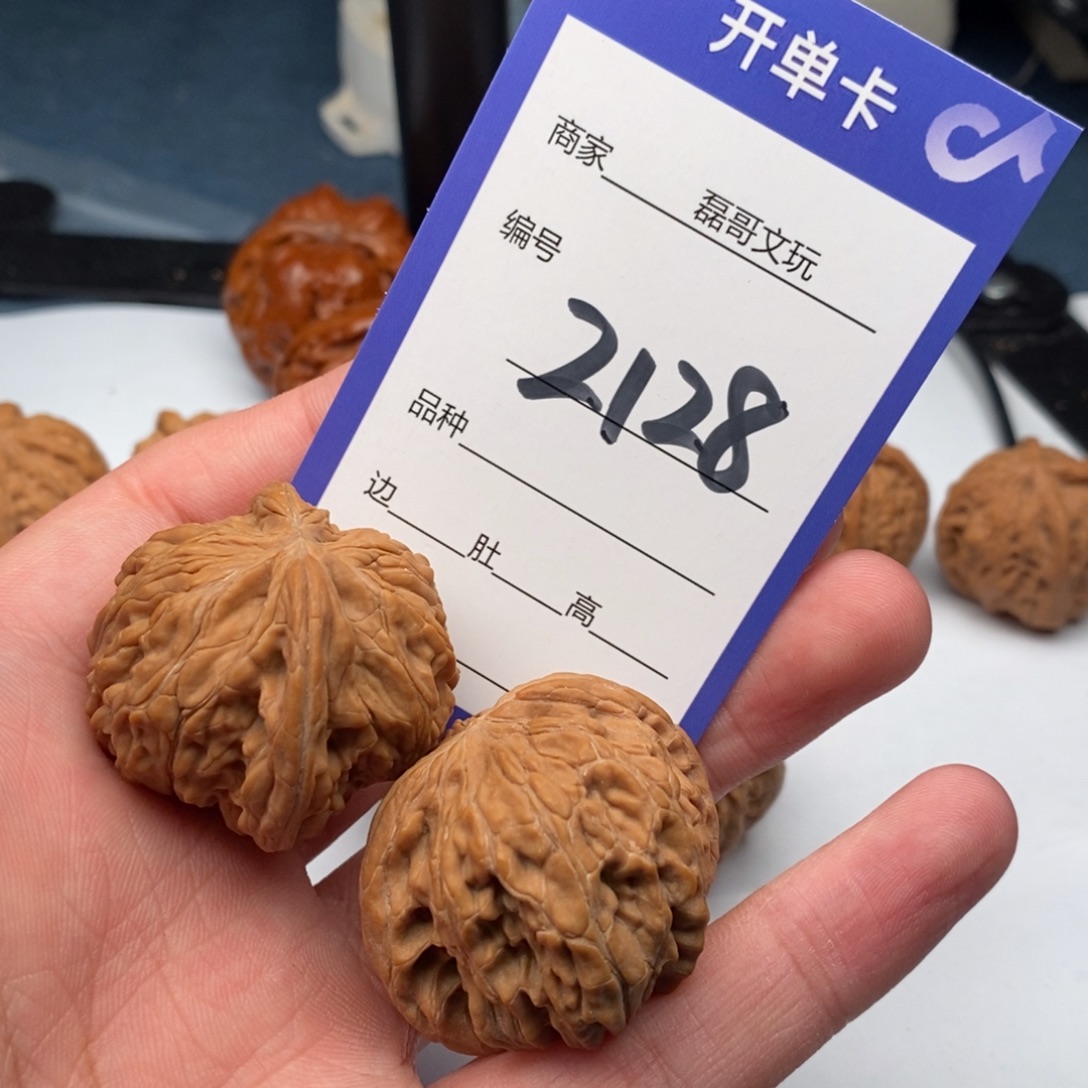 开单卡
商家 磊哥文玩
编号
2128
品种
边 肚 高